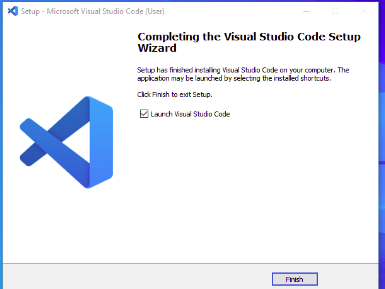 Setup - Microsoft Visual Studio Code (User)
Completing the Visual Studio Code Setup
Wizard
Setup has finished installing Visual Studio Code on your computer. The
application may be launched by selecting the installed shortcuts.
Click Finish to exit Setup.
Launch Visual Studio Code
Finish